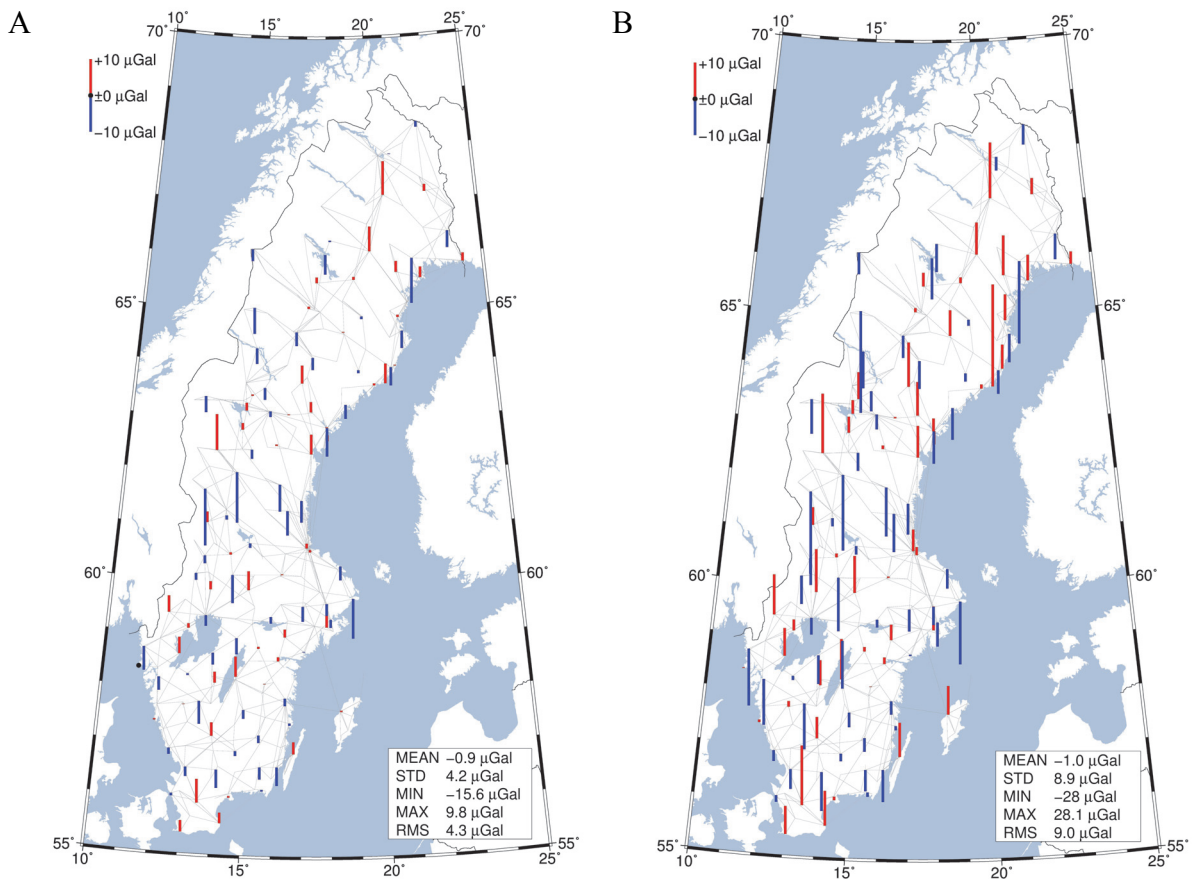 A
10°
15°
20°
25°
70°
70°
+10 μGal
±0 μGal
−10 μGal
65°
65°
60°
60°
MEAN −0.9 μGal
STD 4.2 μGal
MIN −15.6 μGal
MAX 9.8 μGal
RMS 4.3 μGal
55°
55°
10°
15°
20°
25°
B
10°
15°
20°
25°
70°
70°
+10 μGal
±0 μGal
−10 μGal
65°
65°
60°
60°
MEAN −1.0 μGal
STD 8.9 μGal
MIN −28 μGal
MAX 28.1 μGal
RMS 9.0 μGal
55°
55°
10°
15°
20°
25°